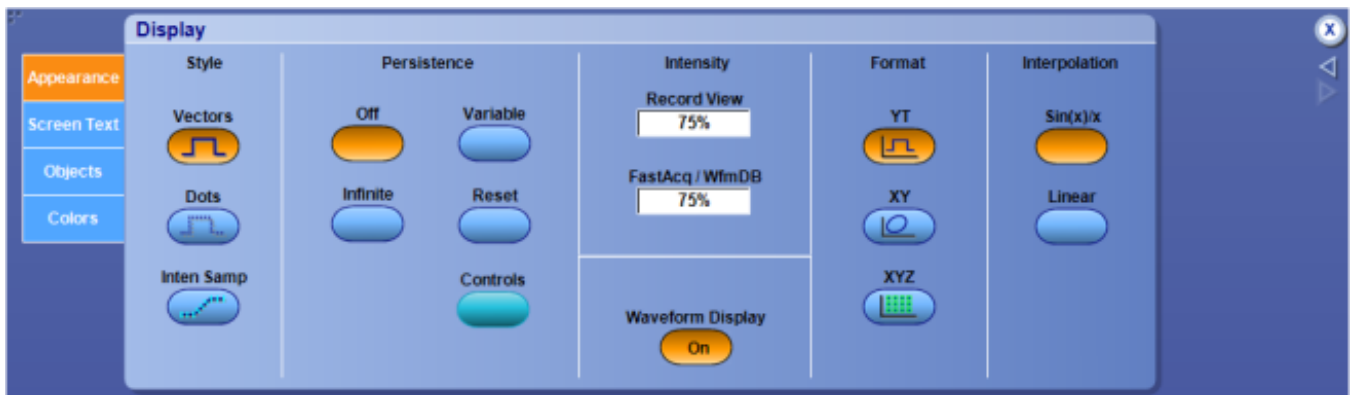 Display
X
Appearance
Screen Text
Objects
Colors
Style
Vectors
Dots
Inten Samp
Persistence
Off
Variable
Infinite
Reset
Controls
Intensity
Record View
75%
FastAcq / WfmDB
75%
Waveform Display
On
Format
YT
XY
XYZ
Interpolation
Sin(x)/x
Linear